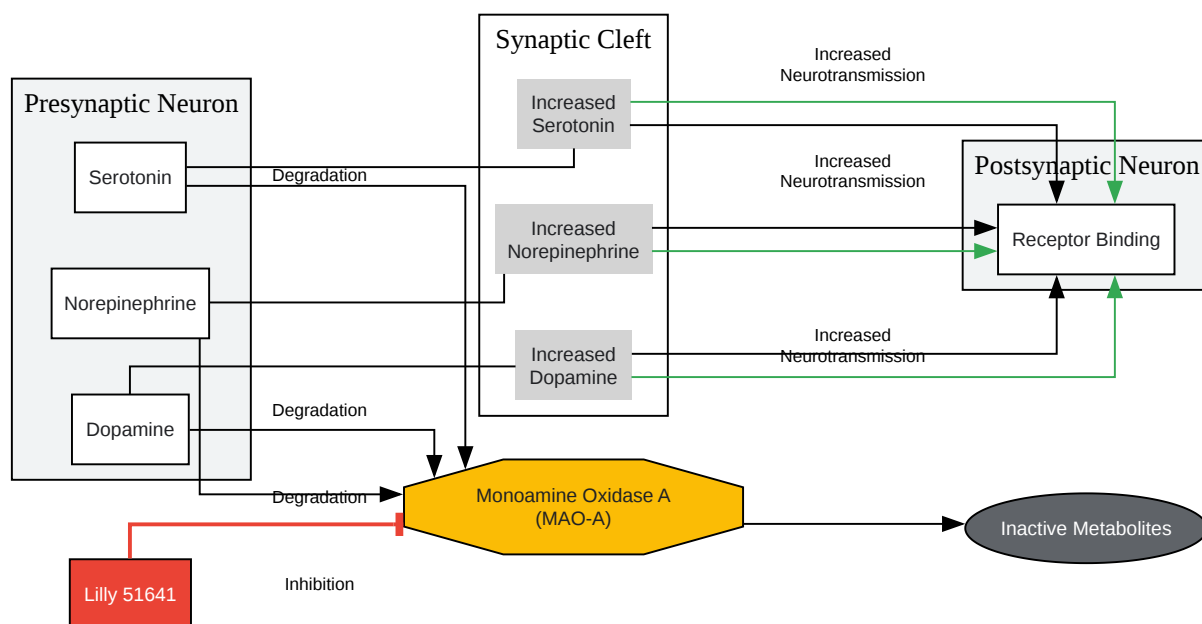 Synaptic Cleft
Increased
Neurotransmission
Presynaptic Neuron
Increased
Serotonin
Serotonin
Degradation
Increased
Neurotransmission
Postsynaptic Neuron
Increased
Norepinephrine
Receptor Binding
Norepinephrine
Increased
Dopamine
Increased
Neurotransmission
Dopamine
Degradation
Degradation
Monoamine Oxidase A
(MAO-A)
Inactive Metabolites
Lilly 51641
Inhibition